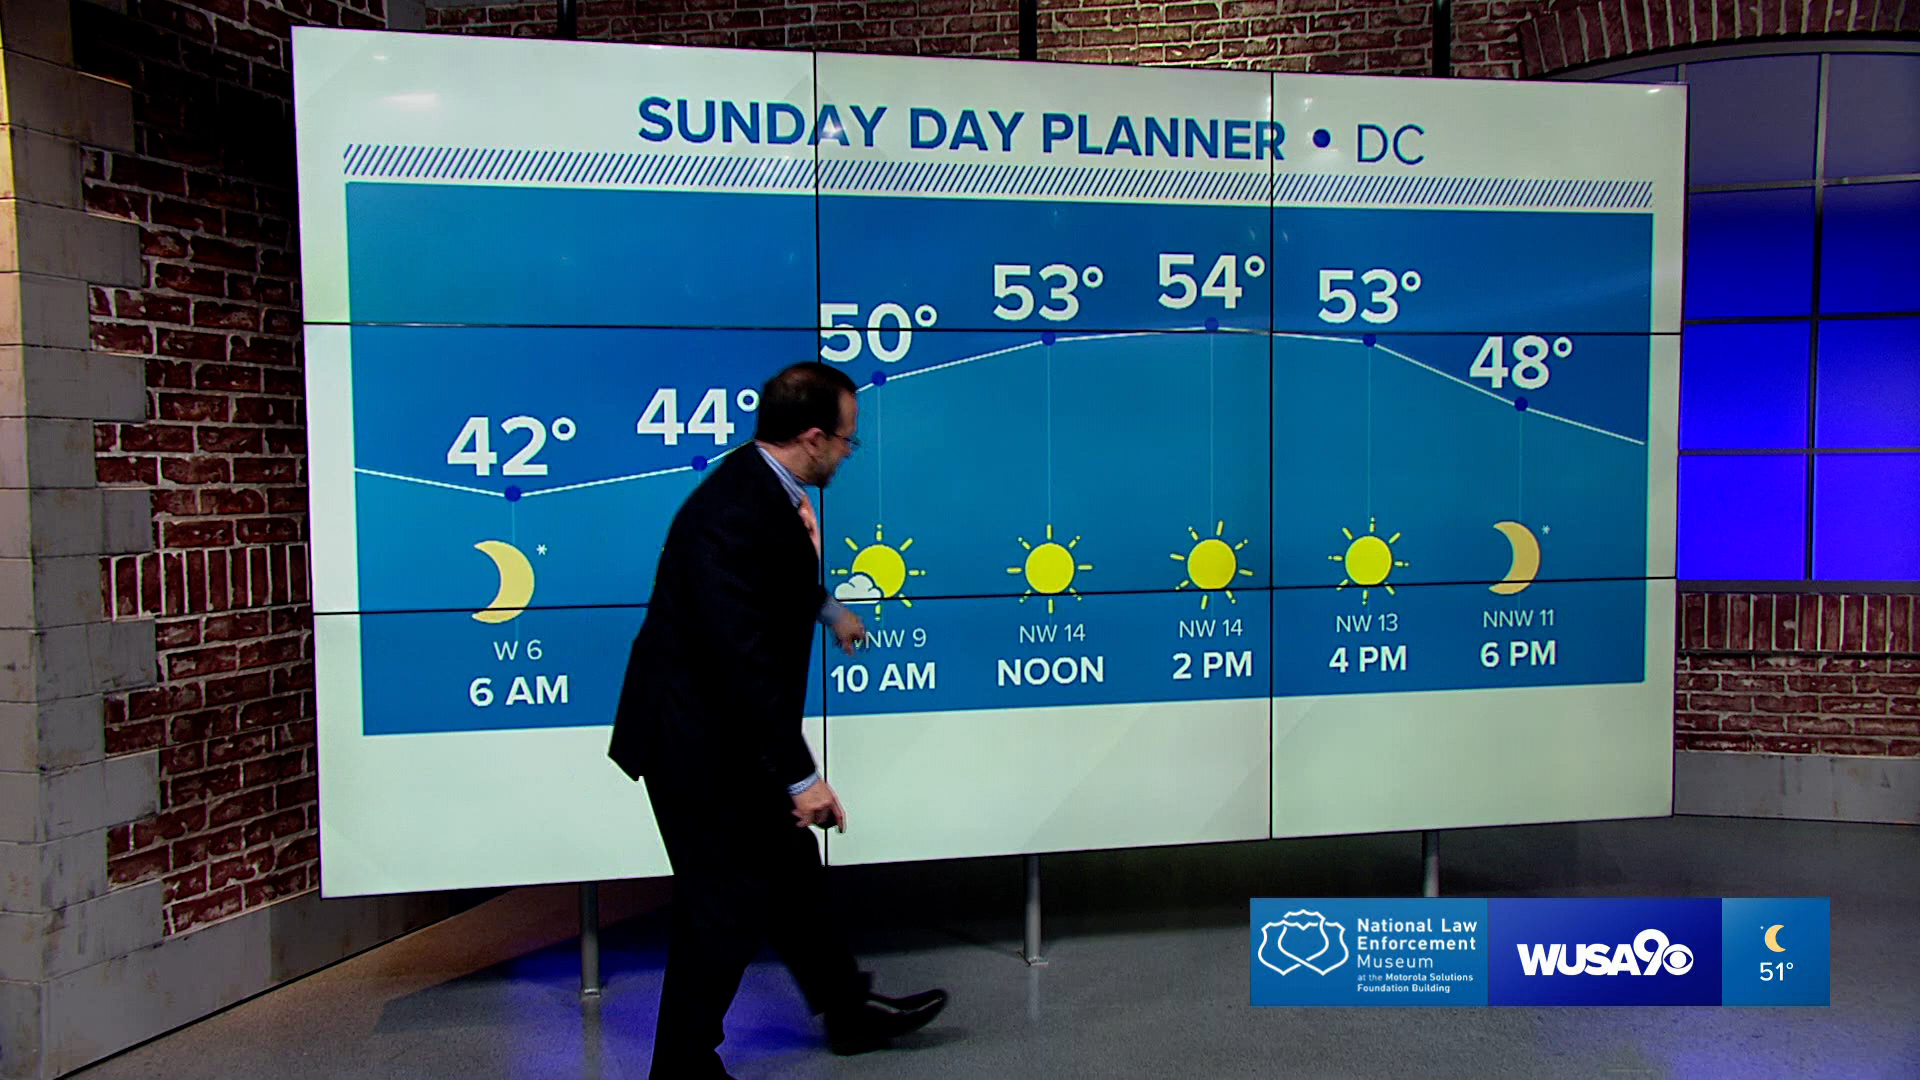 SUNDAY DAY PLANNER • DC
42° 44° 50° 53° 54° 53° 48°
W 6 NW 9 NW 14 NW 14 NW 13 NNW 11
6 AM 10 AM NOON 2 PM 4 PM 6 PM
National Law
Enforcement
Museum
at the Motorola Solutions
Foundation Building
WUSA9
51°